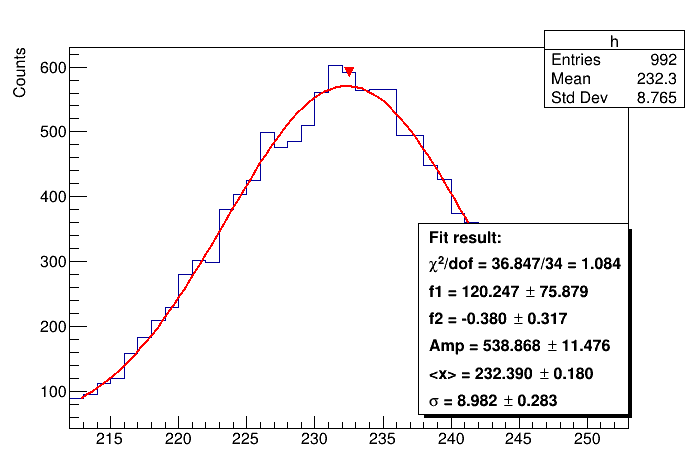 h
Entries 992
Mean 232.3
Std Dev 8.765
Counts
600
500
400
300
200
100
Fit result:
χ²/dof = 36.847/34 = 1.084
f1 = 120.247 ± 75.879
f2 = -0.380 ± 0.317
Amp = 538.868 ± 11.476
<x> = 232.390 ± 0.180
σ = 8.982 ± 0.283
215 220 225 230 235 240 245 250